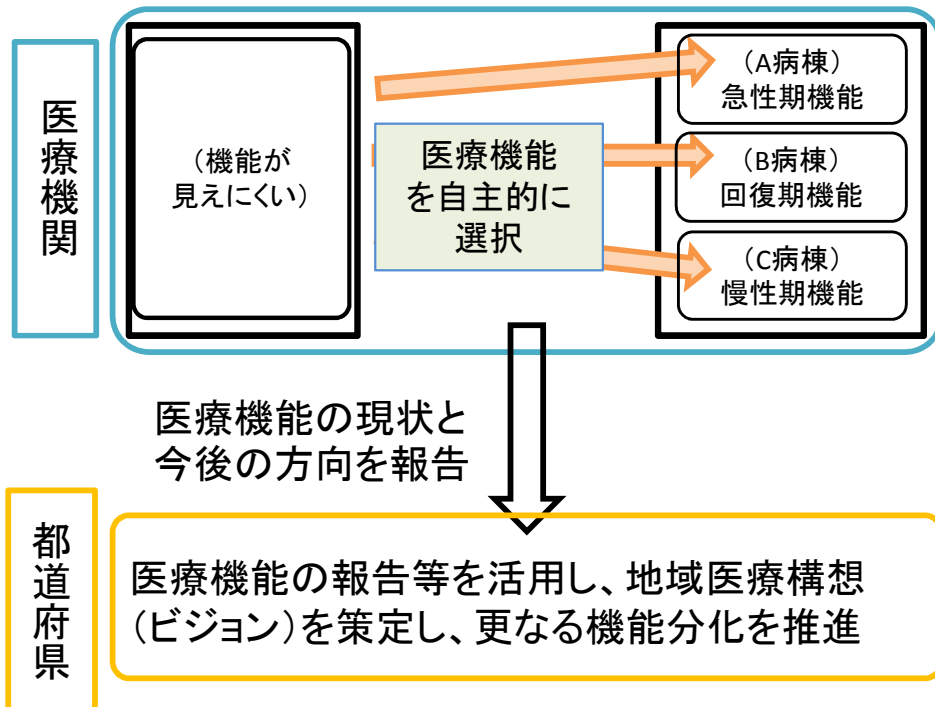 医療機関
(機能が
見えにくい)
医療機能
を自主的に
選択
(A病棟)
急性期機能
(B病棟)
回復期機能
(C病棟)
慢性期機能
医療機能の現状と
今後の方向を報告
都道府県
医療機能の報告等を活用し、地域医療構想
(ビジョン)を策定し、更なる機能分化を推進